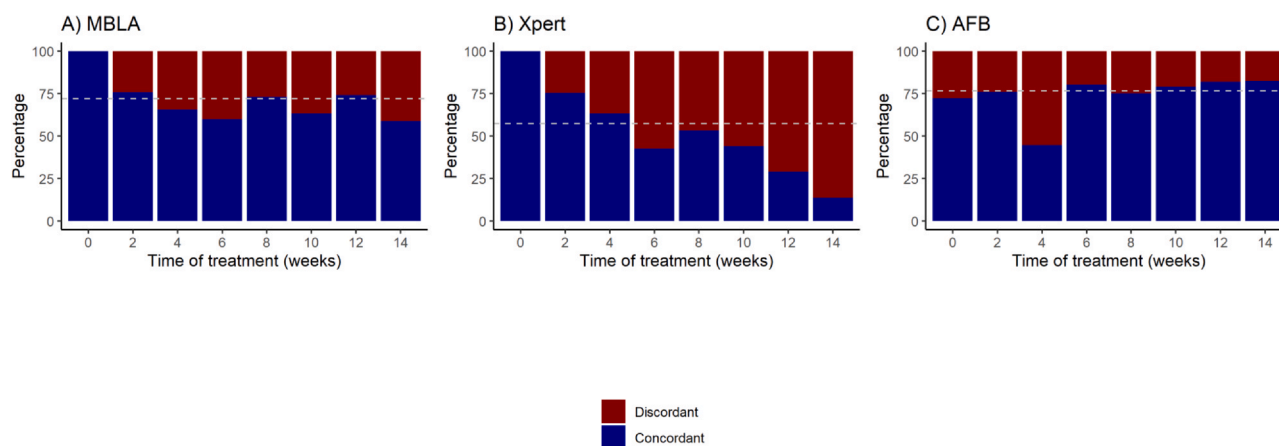 A) MBLA
B) Xpert
C) AFB
Percentage
100
75
50
25
0
0 2 4 6 8 10 12 14
Time of treatment (weeks)
Percentage
100
75
50
25
0
0 2 4 6 8 10 12 14
Time of treatment (weeks)
Percentage
100
75
50
25
0
0 2 4 6 8 10 12 14
Time of treatment (weeks)
Discordant
Concordant